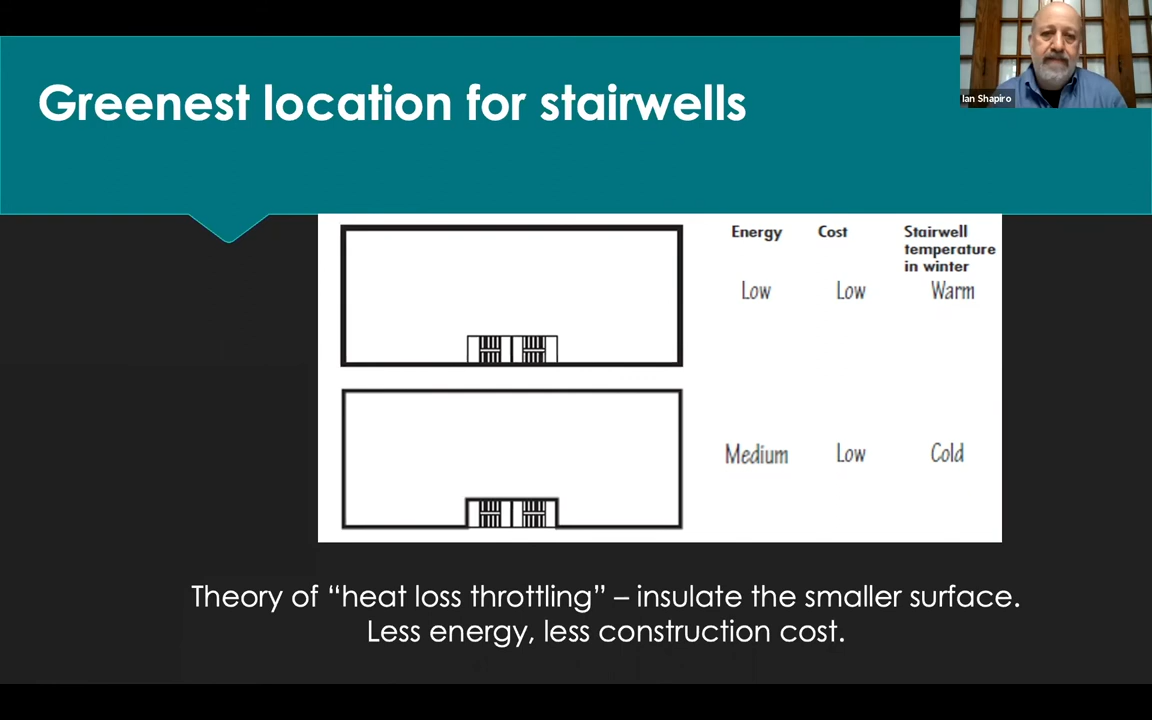 Greenest location for stairwells
Ian Shapiro
Energy Cost Stairwell
temperature
in winter
Low Low Warm
Medium Low Cold
Theory of “heat loss throttling” – insulate the smaller surface.
Less energy, less construction cost.